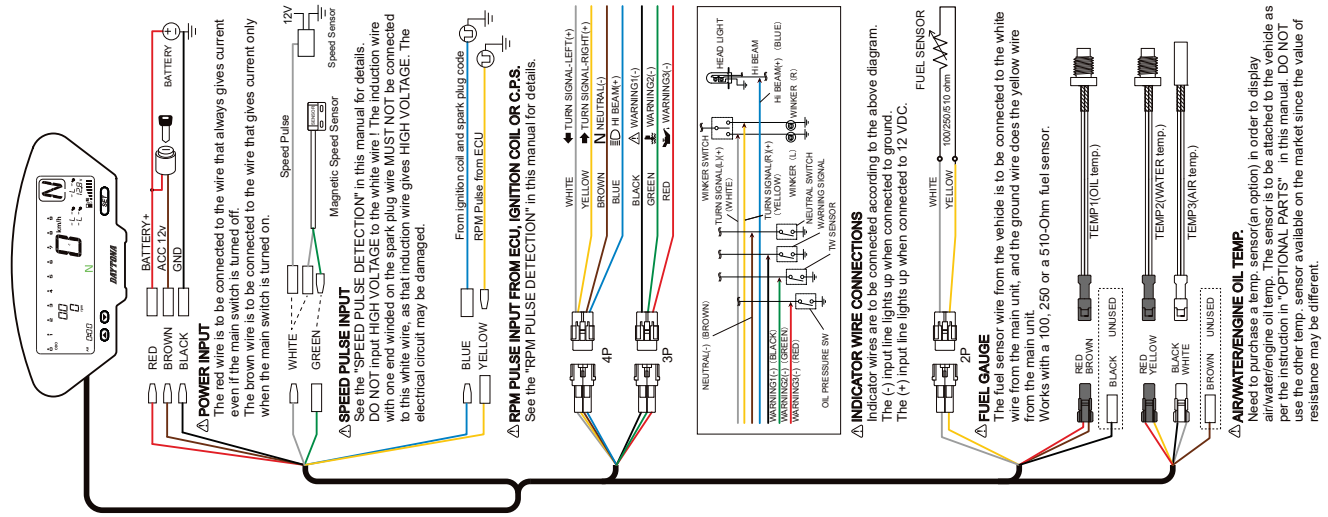 DAYTONA
km/h
N
N
SET
BATTERY+
ACC 12v
GND
BATTERY
RED
BROWN
BLACK
⚠ POWER INPUT
The red wire is to be connected to the wire that always gives current
even if the main switch is turned off.
The brown wire is to be connected to the wire that gives current only
when the main switch is turned on.
12V
Speed Pulse
Speed Sensor
SENSOR
Magnetic Speed Sensor
WHITE
GREEN
⚠ SPEED PULSE INPUT
See the "SPEED PULSE DETECTION" in this manual for details.
DO NOT input HIGH VOLTAGE to the white wire ! The induction wire
with one end winded on the spark plug wire MUST NOT be connected
to this white wire, as that induction wire gives HIGH VOLTAGE. The
electrical circuit may be damaged.
From ignition coil and spark plug code
RPM Pulse from ECU
BLUE
YELLOW
⚠ RPM PULSE INPUT FROM ECU, IGNITION COIL OR C.P.S.
See the "RPM PULSE DETECTION" in this manual for details.
WHITE
TURN SIGNAL-LEFT(+)
YELLOW
TURN SIGNAL-RIGHT(+)
BROWN
N NEUTRAL(-)
BLUE
HI BEAM(+)
BLACK
WARNING1(-)
GREEN
WARNING2(-)
RED
WARNING3(-)
4P
3P
HEAD LIGHT
Hi BEAM
Hi BEAM(+) (BLUE)
WINKER SWITCH
WINKER (R)
TURN SIGNAL(L)(+)
(WHITE)
TURN SIGNAL(R)(+)
(YELLOW)
WINKER (L)
NEUTRAL SWITCH
WARNING SIGNAL
TW SENSOR
NEUTRAL(-) (BROWN)
WARNING1(-) (BLACK)
WARNING2(-) (GREEN)
WARNING3(-) (RED)
OIL PRESSURE SW
⚠ INDICATOR WIRE CONNECTIONS
Indicator wires are to be connected according to the above diagram.
The (-) input line lights up when connected to ground.
The (+) input line lights up when connected to 12 VDC.
FUEL SENSOR
100/250/510 ohm
WHITE
YELLOW
2P
⚠ FUEL GAUGE
The fuel sensor wire from the vehicle is to be connected to the white
wire from the main unit, and the ground wire does the yellow wire
from the main unit.
Works with a 100, 250 or a 510-Ohm fuel sensor.
TEMP1(OIL temp.)
RED
BROWN
BLACK
UNUSED
TEMP2(WATER temp.)
RED
YELLOW
TEMP3(AIR temp.)
BLACK
WHITE
BROWN
UNUSED
⚠ AIR/WATER/ENGINE OIL TEMP.
Need to purchase a temp. sensor(an option) in order to display
air/water/engine oil temp. The sensor is to be attached to the vehicle as
per the instruction in "OPTIONAL PARTS" in this manual. DO NOT
use the other temp. sensor available on the market since the value of
resistance may be different.